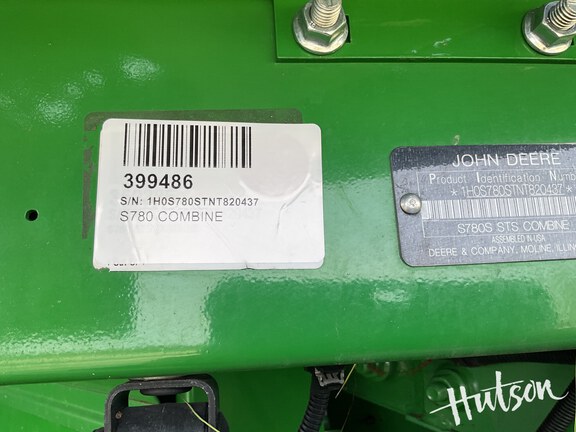 399486
S/N: 1H0S780STNT820437
S780 COMBINE
JOHN DEERE
Product Identification Numb
*1H0S780STNT820437*
S780S STS COMBINE
ASSEMBLED IN USA
DEERE & COMPANY, MOLINE, ILLIN
Hutson